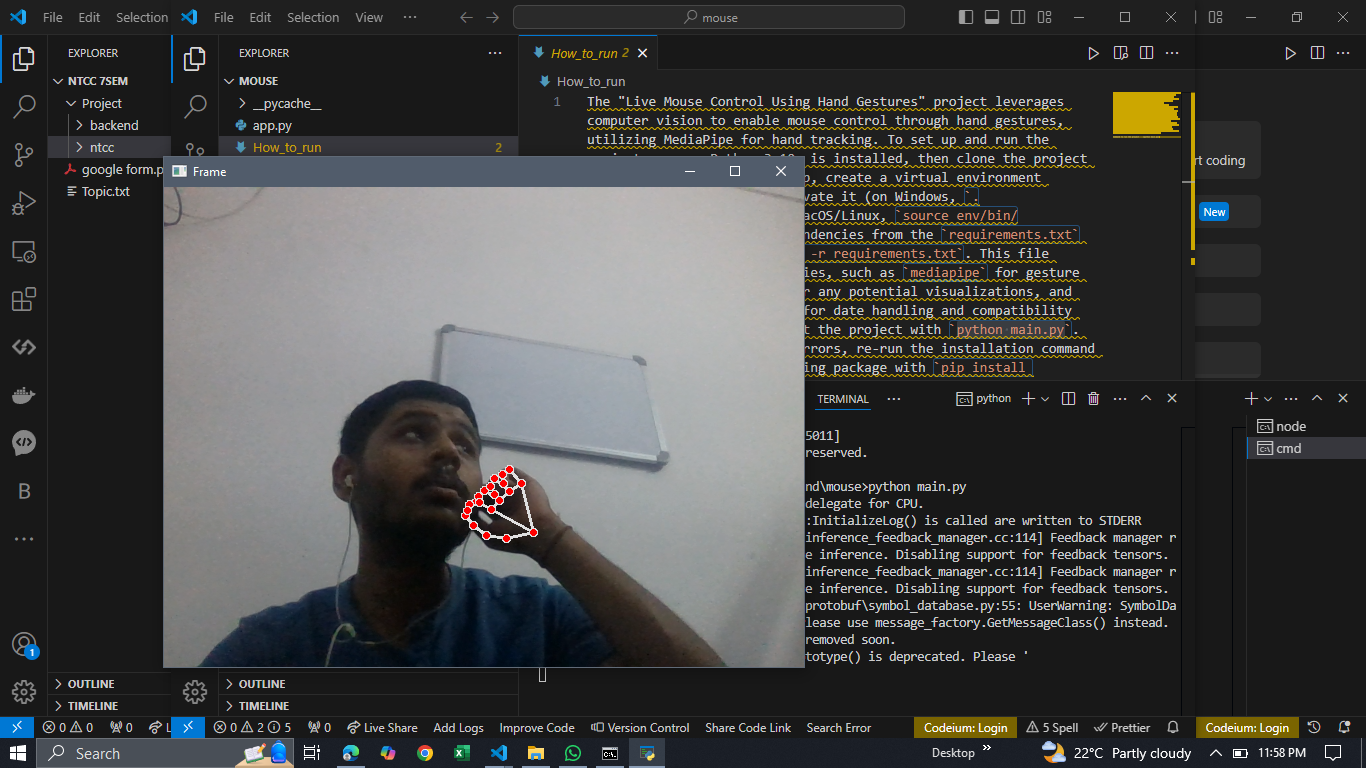 File Edit Selection
File Edit Selection View ···
mouse
EXPLORER
NTCC 7SEM
Project
backend
ntcc
google form.p
Topic.txt
OUTLINE
TIMELINE
EXPLORER ···
MOUSE
__pycache__
app.py
How_to_run 2
OUTLINE
TIMELINE
How_to_run 2
How_to_run
1 The "Live Mouse Control Using Hand Gestures" project leverages
computer vision to enable mouse control through hand gestures,
utilizing MediaPipe for hand tracking. To set up and run the
is installed, then clone the project
p, create a virtual environment
vate it (on Windows, `.
acOS/Linux, `source env/bin/
ndencies from the `requirements.txt`
-r requirements.txt`. This file
ies, such as `mediapipe` for gesture
r any potential visualizations, and
for date handling and compatibility
t the project with `python main.py`.
rrors, re-run the installation command
ing package with `pip install
Frame
TERMINAL ··· python
5011]
reserved.
nd\mouse>python main.py
delegate for CPU.
:InitializeLog() is called are written to STDERR
inference_feedback_manager.cc:114] Feedback manager r
e inference. Disabling support for feedback tensors.
inference_feedback_manager.cc:114] Feedback manager r
e inference. Disabling support for feedback tensors.
protobuf\symbol_database.py:55: UserWarning: SymbolDa
lease use message_factory.GetMessageClass() instead.
removed soon.
totype() is deprecated. Please '
rt coding
New
node
cmd
B
1
0 0 0 L
0 2 5 0 Live Share Add Logs Improve Code Version Control Share Code Link Search Error Codeium: Login 5 Spell Prettier
Codeium: Login
Search
Desktop 22°C Partly cloudy 11:58 PM